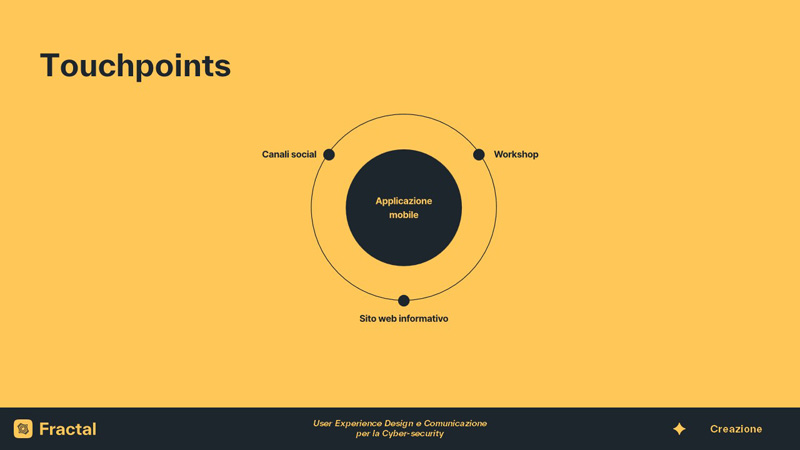 Touchpoints
Canali social
Workshop
Applicazione
mobile
Sito web informativo
Fractal
User Experience Design e Comunicazione
per la Cyber-security
Creazione